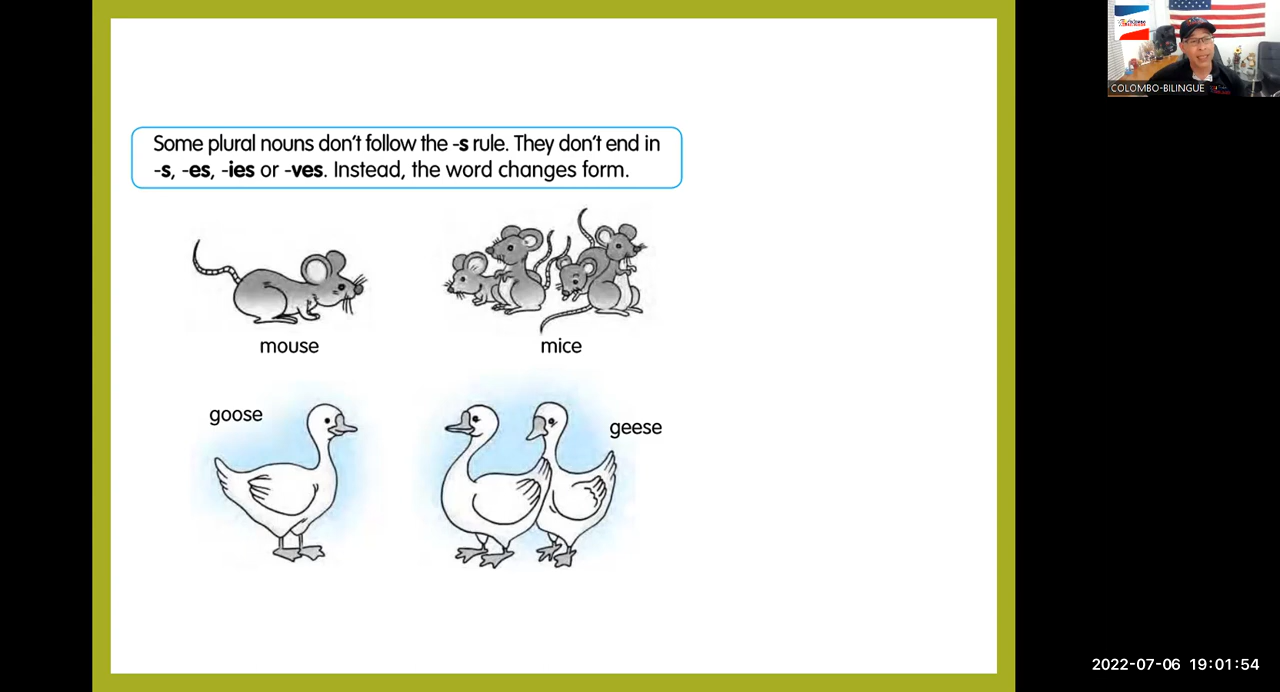 Some plural nouns don't follow the -s rule. They don't end in
-s, -es, -ies or -ves. Instead, the word changes form.
mouse
mice
goose
geese
COLOMBO-BILINGUE
2022-07-06 19:01:54